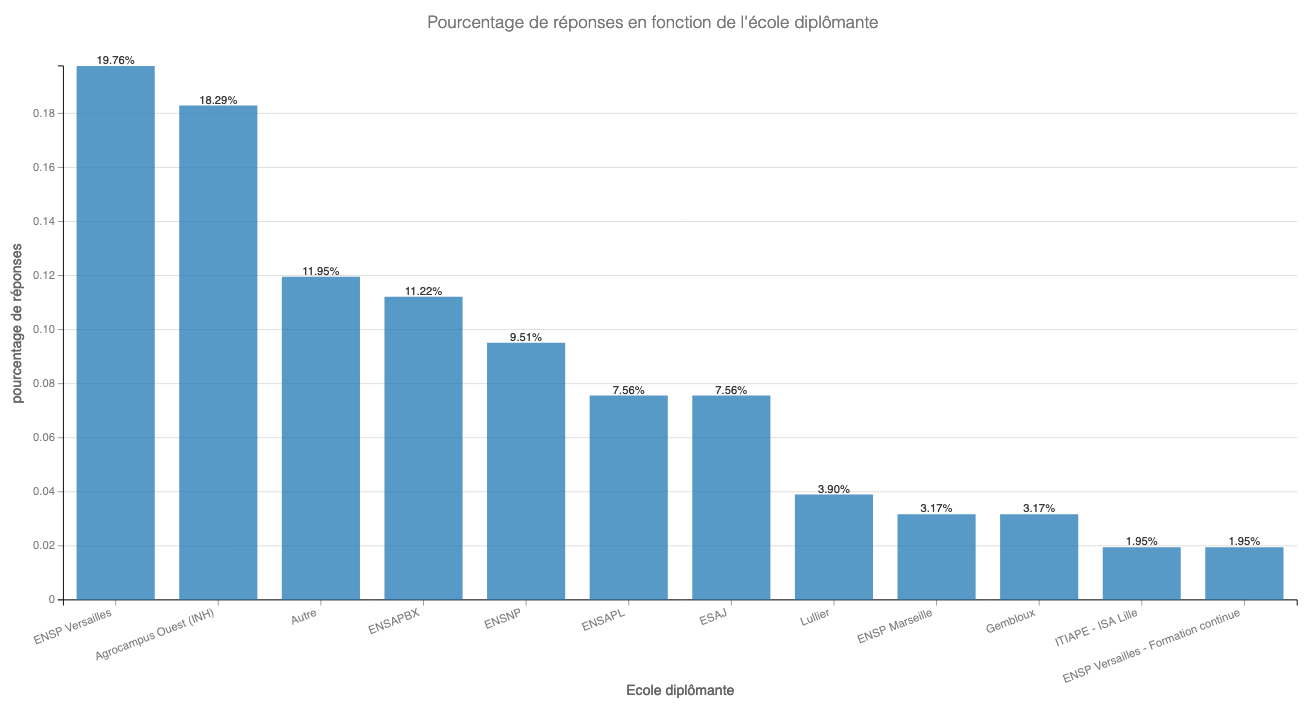 Pourcentage de réponses en fonction de l'école diplômante
19.76%
18.29%
11.95%
11.22%
9.51%
7.56%
7.56%
3.90%
3.17%
3.17%
1.95%
1.95%
0.18
0.16
0.14
0.12
0.10
0.08
0.06
0.04
0.02
0
pourcentage de réponses
ENSP Versailles
Agrocampus Ouest (INH)
Autre
ENSAPBX
ENSNP
ENSAPL
ESAJ
Lullier
ENSP Marseille
Gembloux
ITIAPE - ISA Lille
ENSP Versailles - Formation continue
Ecole diplômante